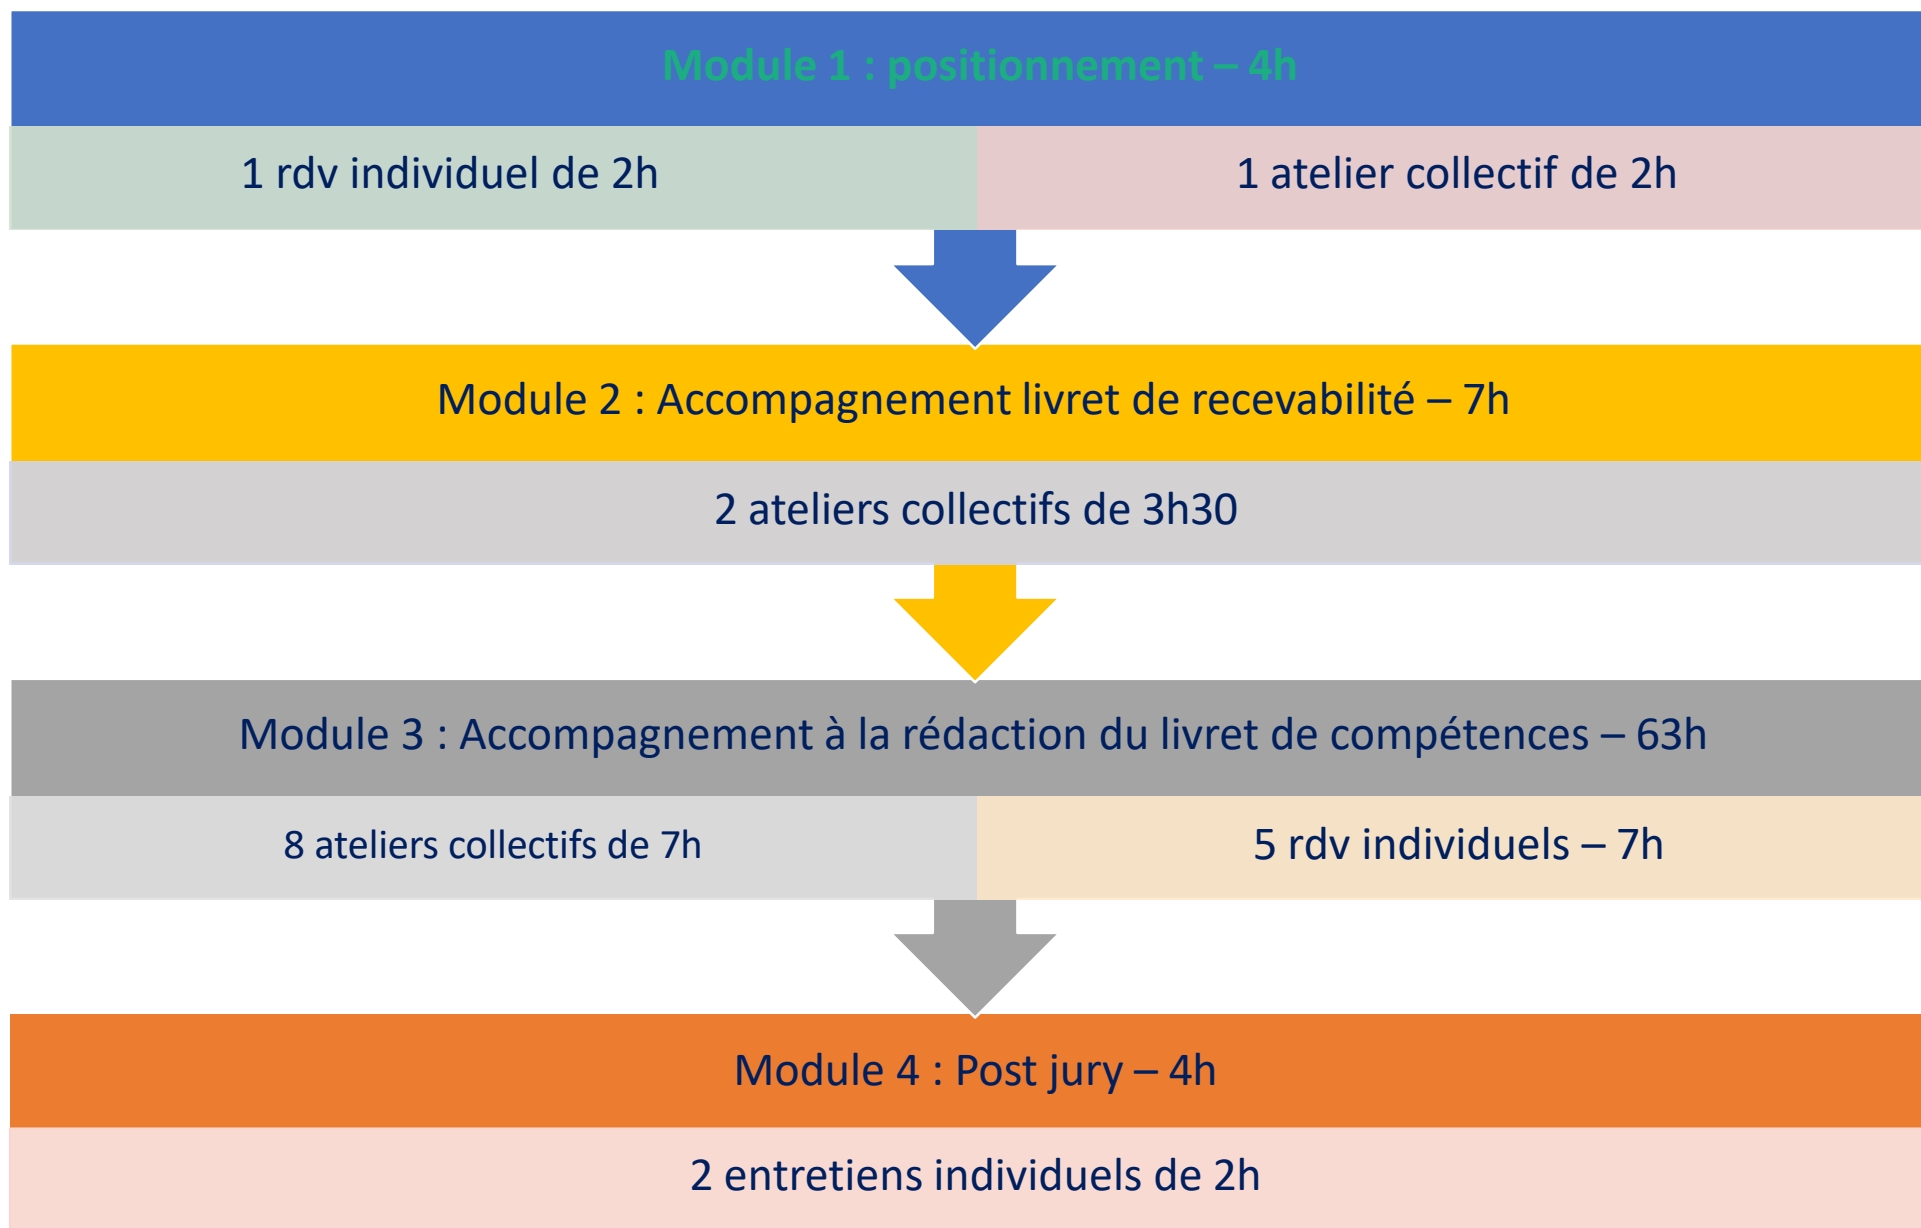 Module 1 : positionnement – 4h
1 rdv individuel de 2h
1 atelier collectif de 2h
Module 2 : Accompagnement livret de recevabilité – 7h
2 ateliers collectifs de 3h30
Module 3 : Accompagnement à la rédaction du livret de compétences – 63h
8 ateliers collectifs de 7h
5 rdv individuels – 7h
Module 4 : Post jury – 4h
2 entretiens individuels de 2h